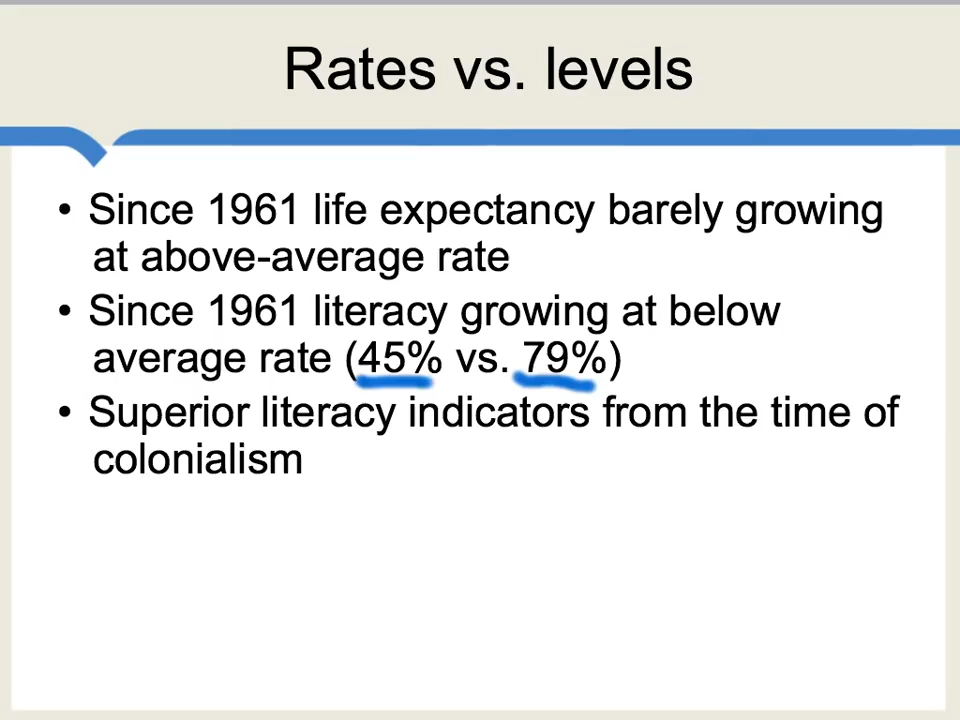 Rates vs. levels
• Since 1961 life expectancy barely growing
at above-average rate
• Since 1961 literacy growing at below
average rate (45% vs. 79%)
• Superior literacy indicators from the time of
colonialism